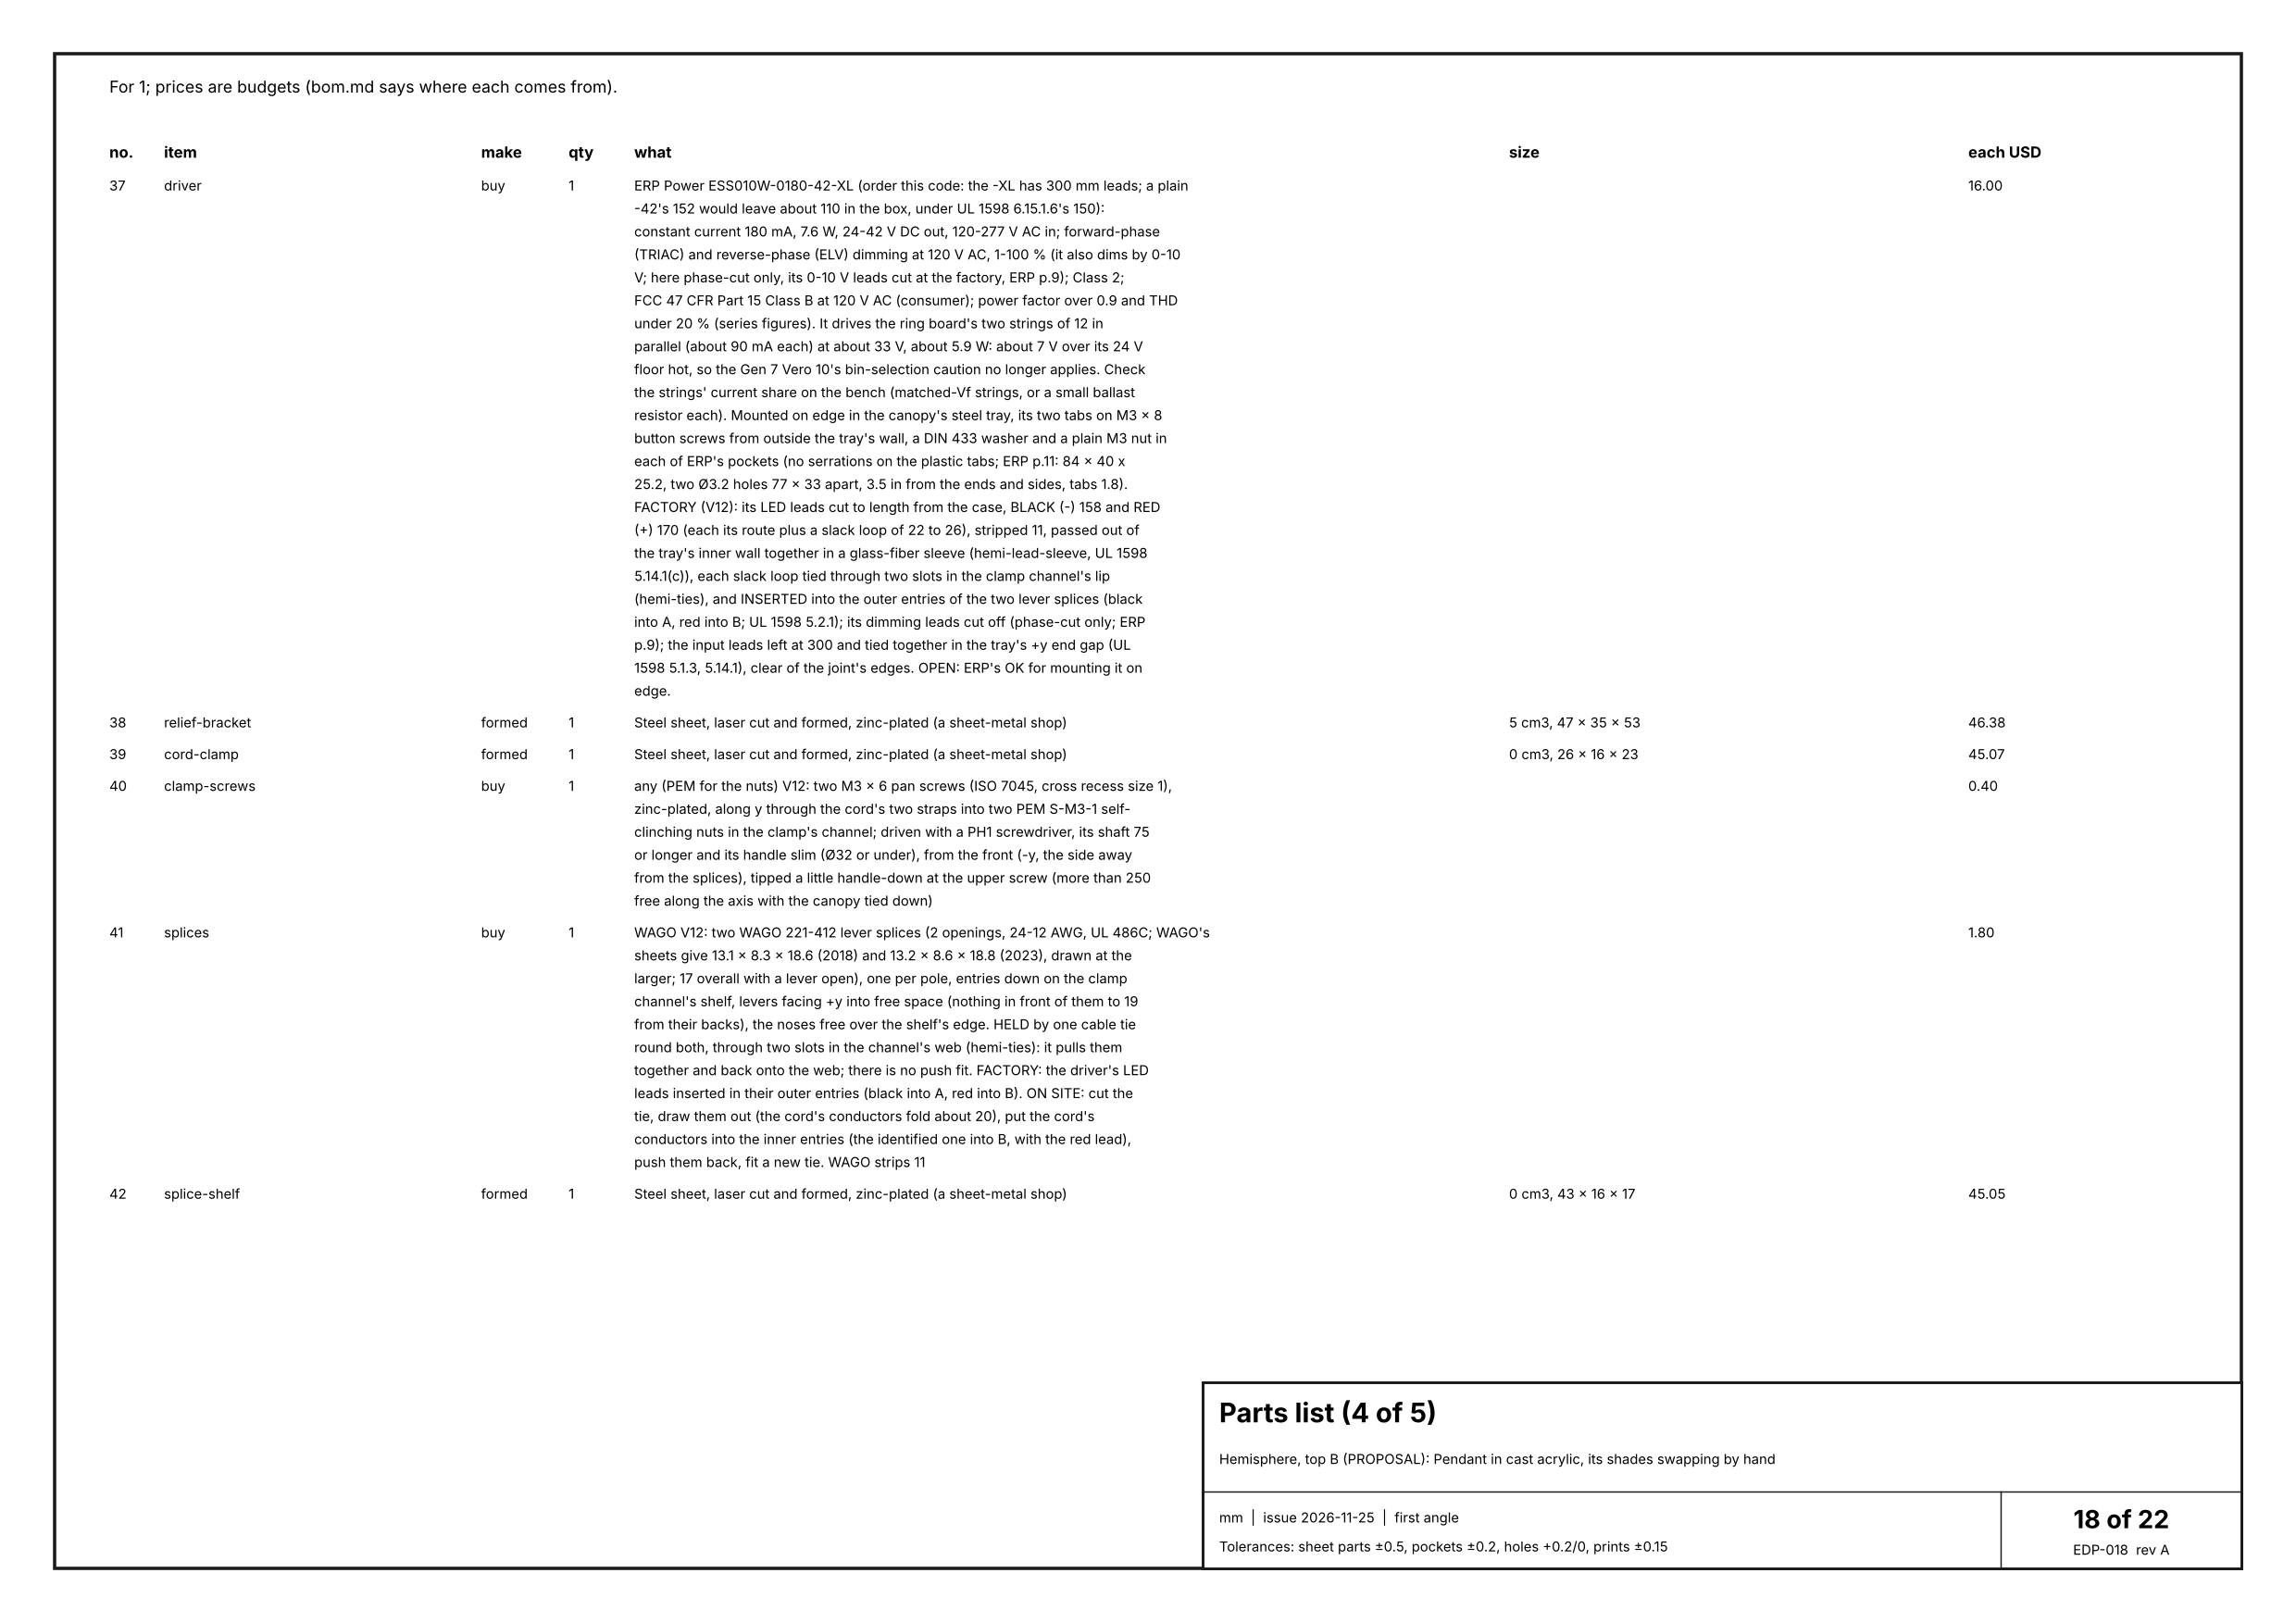 For 1; prices are budgets (bom.md says where each comes from).
no. item make qty what size each USD
37 driver buy 1 ERP Power ESS010W-0180-42-XL (order this code: the -XL has 300 mm leads; a plain 16.00
-42's 152 would leave about 110 in the box, under UL 1598 6.15.1.6's 150):
constant current 180 mA, 7.6 W, 24-42 V DC out, 120-277 V AC in; forward-phase
(TRIAC) and reverse-phase (ELV) dimming at 120 V AC, 1-100 % (it also dims by 0-10
V; here phase-cut only, its 0-10 V leads cut at the factory, ERP p.9); Class 2;
FCC 47 CFR Part 15 Class B at 120 V AC (consumer); power factor over 0.9 and THD
under 20 % (series figures). It drives the ring board's two strings of 12 in
parallel (about 90 mA each) at about 33 V, about 5.9 W: about 7 V over its 24 V
floor hot, so the Gen 7 Vero 10's bin-selection caution no longer applies. Check
the strings' current share on the bench (matched-Vf strings, or a small ballast
resistor each). Mounted on edge in the canopy's steel tray, its two tabs on M3 × 8
button screws from outside the tray's wall, a DIN 433 washer and a plain M3 nut in
each of ERP's pockets (no serrations on the plastic tabs; ERP p.11: 84 × 40 x
25.2, two Ø3.2 holes 77 × 33 apart, 3.5 in from the ends and sides, tabs 1.8).
FACTORY (V12): its LED leads cut to length from the case, BLACK (-) 158 and RED
(+) 170 (each its route plus a slack loop of 22 to 26), stripped 11, passed out of
the tray's inner wall together in a glass-fiber sleeve (hemi-lead-sleeve, UL 1598
5.14.1(c)), each slack loop tied through two slots in the clamp channel's lip
(hemi-ties), and INSERTED into the outer entries of the two lever splices (black
into A, red into B; UL 1598 5.2.1); its dimming leads cut off (phase-cut only; ERP
p.9); the input leads left at 300 and tied together in the tray's +y end gap (UL
1598 5.1.3, 5.14.1), clear of the joint's edges. OPEN: ERP's OK for mounting it on
edge.
38 relief-bracket formed 1 Steel sheet, laser cut and formed, zinc-plated (a sheet-metal shop) 5 cm3, 47 × 35 × 53 46.38
39 cord-clamp formed 1 Steel sheet, laser cut and formed, zinc-plated (a sheet-metal shop) 0 cm3, 26 × 16 × 23 45.07
40 clamp-screws buy 1 any (PEM for the nuts) V12: two M3 × 6 pan screws (ISO 7045, cross recess size 1), 0.40
zinc-plated, along y through the cord's two straps into two PEM S-M3-1 self-
clinching nuts in the clamp's channel; driven with a PH1 screwdriver, its shaft 75
or longer and its handle slim (Ø32 or under), from the front (-y, the side away
from the splices), tipped a little handle-down at the upper screw (more than 250
free along the axis with the canopy tied down)
41 splices buy 1 WAGO V12: two WAGO 221-412 lever splices (2 openings, 24-12 AWG, UL 486C; WAGO's 1.80
sheets give 13.1 × 8.3 × 18.6 (2018) and 13.2 × 8.6 × 18.8 (2023), drawn at the
larger; 17 overall with a lever open), one per pole, entries down on the clamp
channel's shelf, levers facing +y into free space (nothing in front of them to 19
from their backs), the noses free over the shelf's edge. HELD by one cable tie
round both, through two slots in the channel's web (hemi-ties): it pulls them
together and back onto the web; there is no push fit. FACTORY: the driver's LED
leads inserted in their outer entries (black into A, red into B). ON SITE: cut the
tie, draw them out (the cord's conductors fold about 20), put the cord's
conductors into the inner entries (the identified one into B, with the red lead),
push them back, fit a new tie. WAGO strips 11
42 splice-shelf formed 1 Steel sheet, laser cut and formed, zinc-plated (a sheet-metal shop) 0 cm3, 43 × 16 × 17 45.05
Parts list (4 of 5)
Hemisphere, top B (PROPOSAL): Pendant in cast acrylic, its shades swapping by hand
mm | issue 2026-11-25 | first angle
Tolerances: sheet parts ±0.5, pockets ±0.2, holes +0.2/0, prints ±0.15
18 of 22
EDP-018 rev A